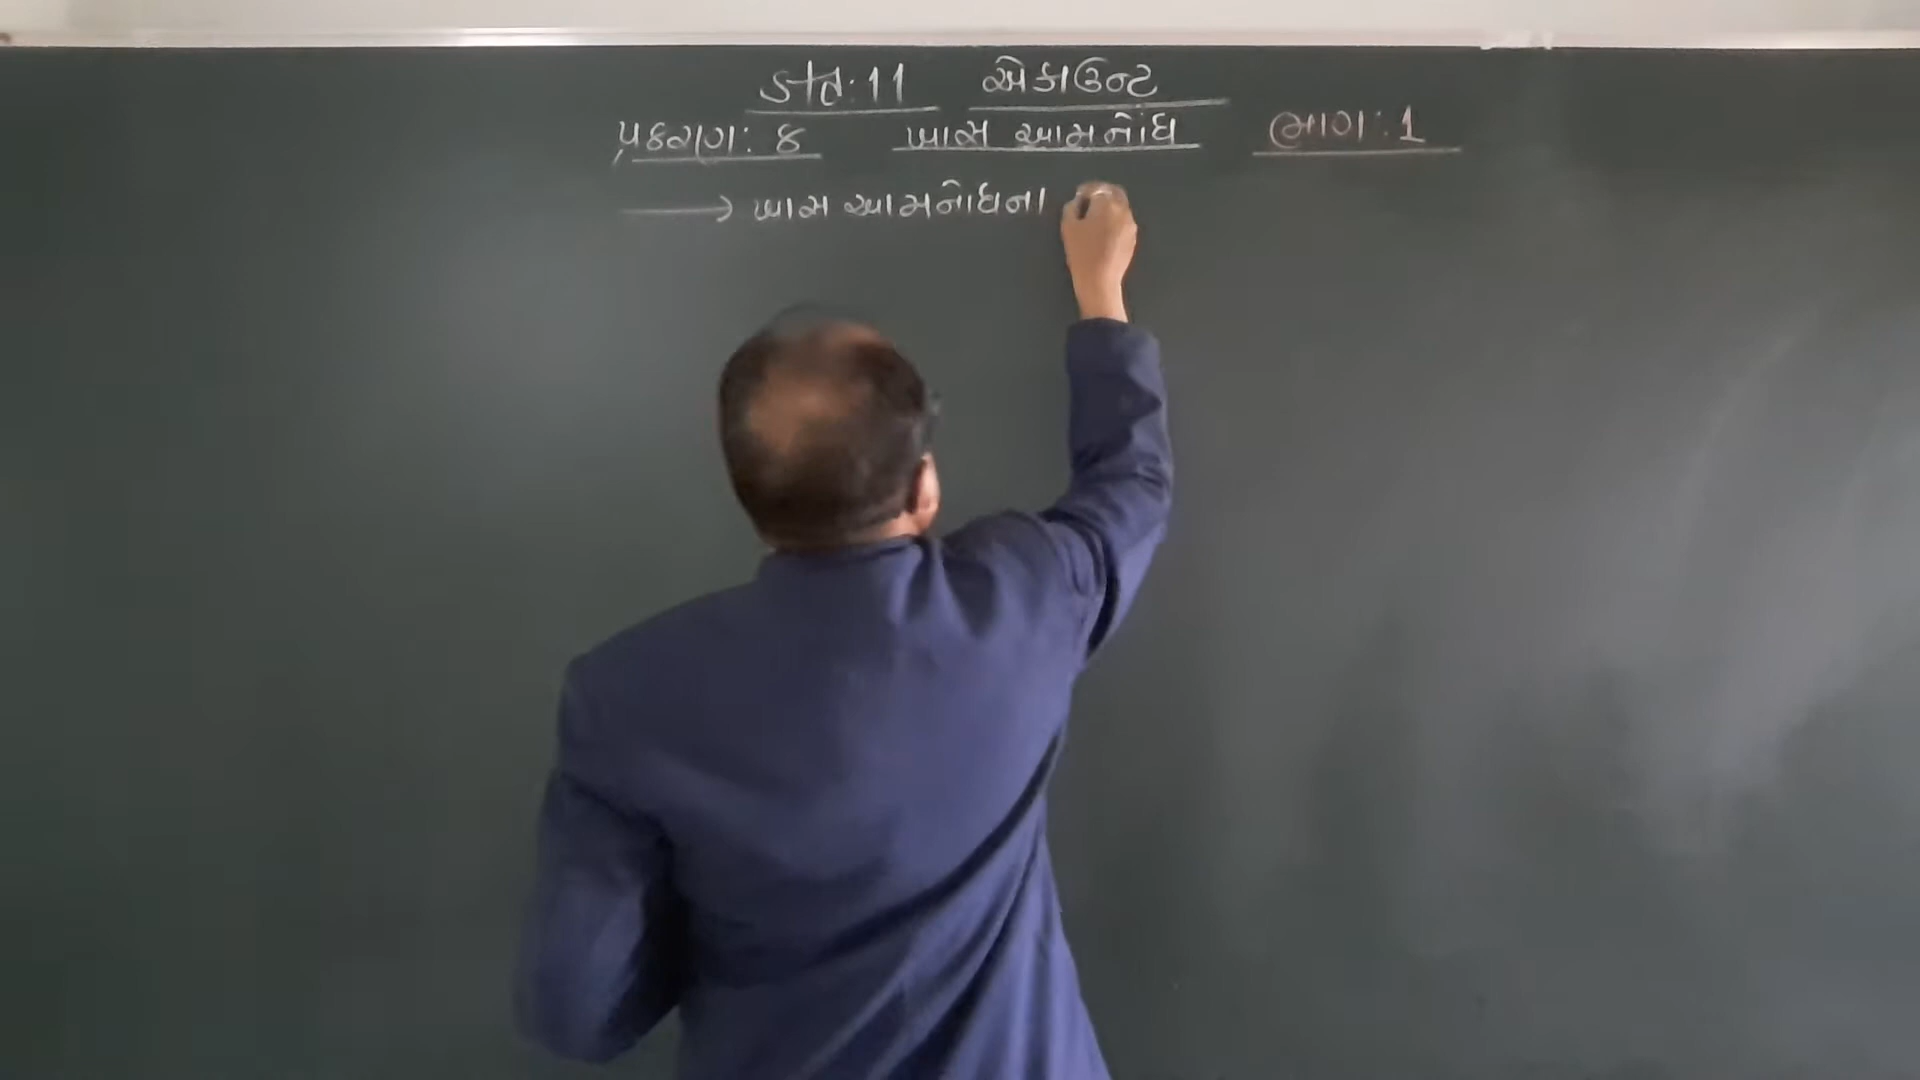 ધોરણ: 11 એકાઉન્ટ
પ્રકરણ: 8 ખાસ આમનોંધ ભાગ: 1
→ ખાસ આમનોંધના